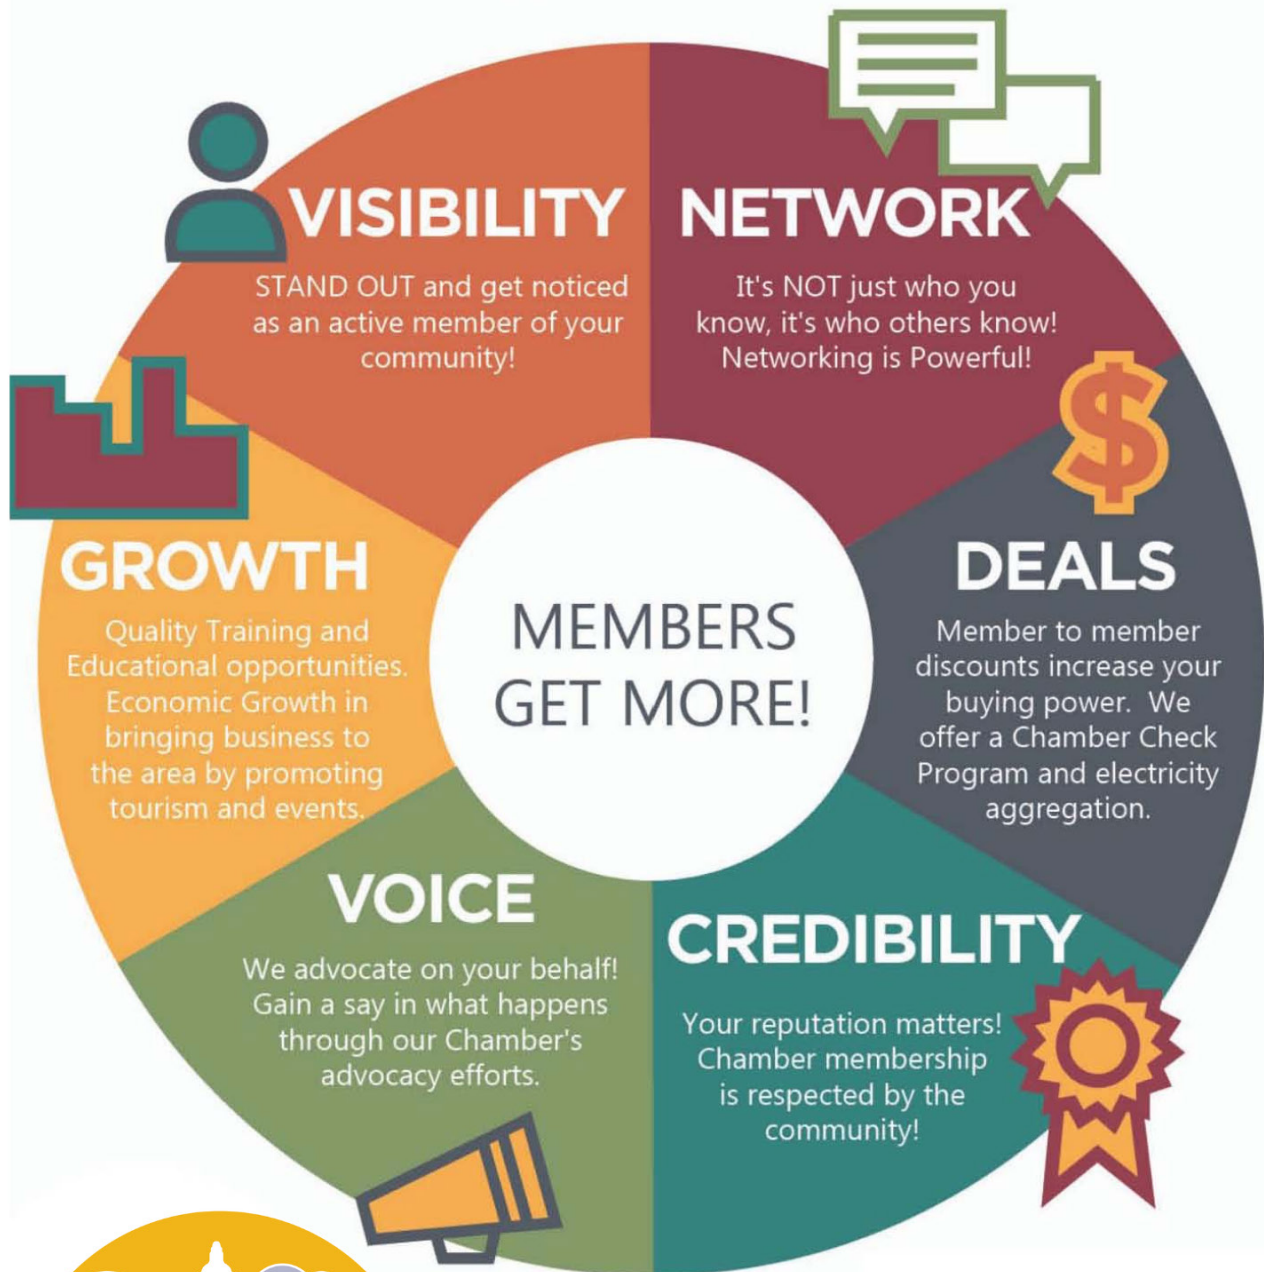 VISIBILITY
STAND OUT and get noticed
as an active member of your
community!
NETWORK
It's NOT just who you
know, it's who others know!
Networking is Powerful!
GROWTH
Quality Training and
Educational opportunities.
Economic Growth in
bringing business to
the area by promoting
tourism and events.
MEMBERS
GET MORE!
DEALS
Member to member
discounts increase your
buying power.  We
offer a Chamber Check
Program and electricity
aggregation.
VOICE
We advocate on your behalf!
Gain a say in what happens
through our Chamber's
advocacy efforts.
CREDIBILITY
Your reputation matters!
Chamber membership
is respected by the
community!